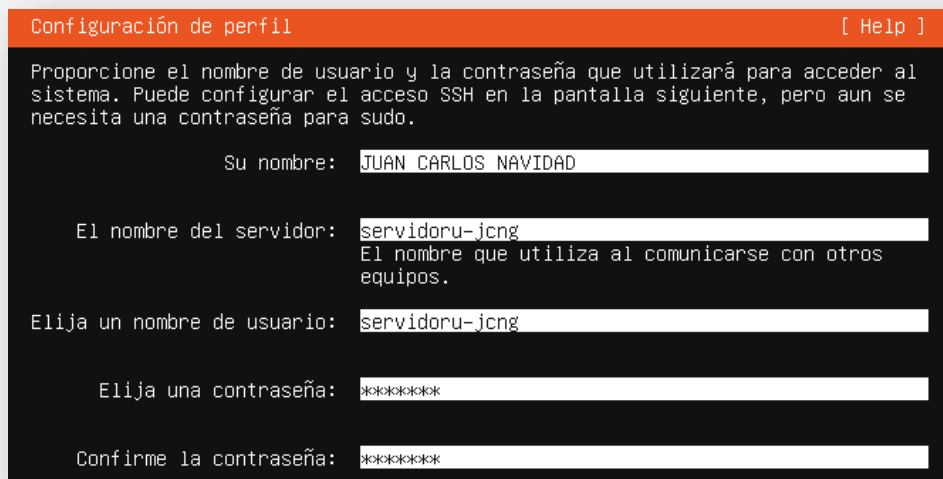 Configuración de perfil [ Help ]
Proporcione el nombre de usuario y la contraseña que utilizará para acceder al
sistema. Puede configurar el acceso SSH en la pantalla siguiente, pero aun se
necesita una contraseña para sudo.
Su nombre: JUAN CARLOS NAVIDAD
El nombre del servidor: servidoru-jcng
El nombre que utiliza al comunicarse con otros
equipos.
Elija un nombre de usuario: servidoru-jcng
Elija una contraseña: *******
Confirme la contraseña: *******